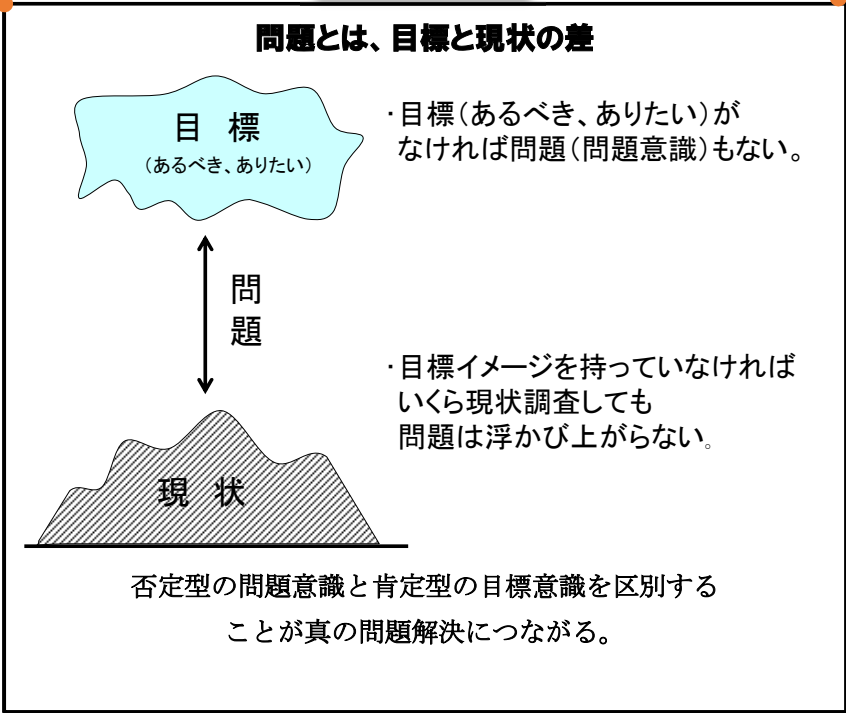 問題とは、目標と現状の差
目 標
（あるべき、ありたい）
・目標（あるべき、ありたい）が
なければ問題（問題意識）もない。
問
題
・目標イメージを持っていなければ
いくら現状調査しても
問題は浮かび上がらない。
現 状
否定型の問題意識と肯定型の目標意識を区別する
ことが真の問題解決につながる。